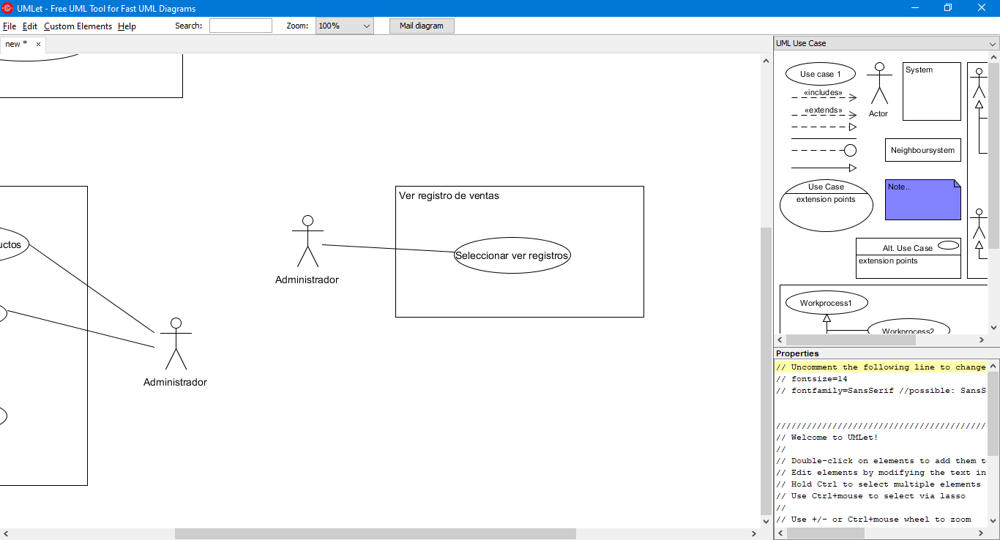 UMLet - Free UML Tool for Fast UML Diagrams
File Edit Custom Elements Help Search: Zoom: 100% Mail diagram
new *
uctos
Administrador
Administrador
Ver registro de ventas
Seleccionar ver registros
UML Use Case
Use case 1
«includes»
«extends»
Actor
System
Neighboursystem
Use Case
extension points
Note..
Alt. Use Case
extension points
Workprocess1
Workprocess2
Properties
// Uncomment the following line to change
// fontsize=14
// fontfamily=SansSerif //possible: SansS
/////////////////////////////////////////
// Welcome to UMLet!
//
// Double-click on elements to add them t
// Edit elements by modifying the text in
// Hold Ctrl to select multiple elements
// Use Ctrl+mouse to select via lasso
//
// Use +/- or Ctrl+mouse wheel to zoom